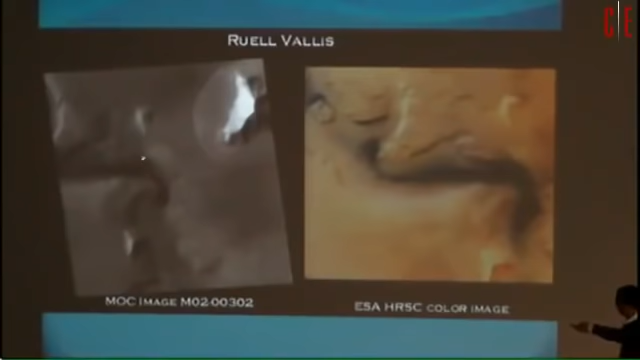 RUELL VALLIS
C E
MOC IMAGE M02-00302
ESA HRSC COLOR IMAGE